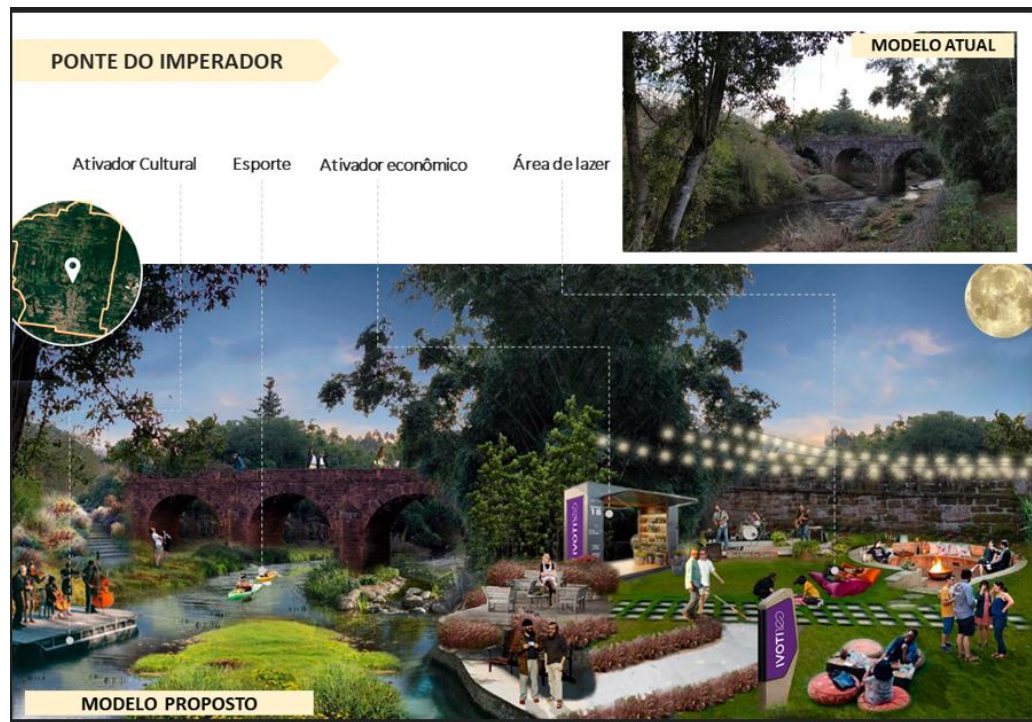 PONTE DO IMPERADOR
MODELO ATUAL
Ativador Cultural
Esporte
Ativador econômico
Área de lazer
IVOTI
IVOTI
MODELO PROPOSTO